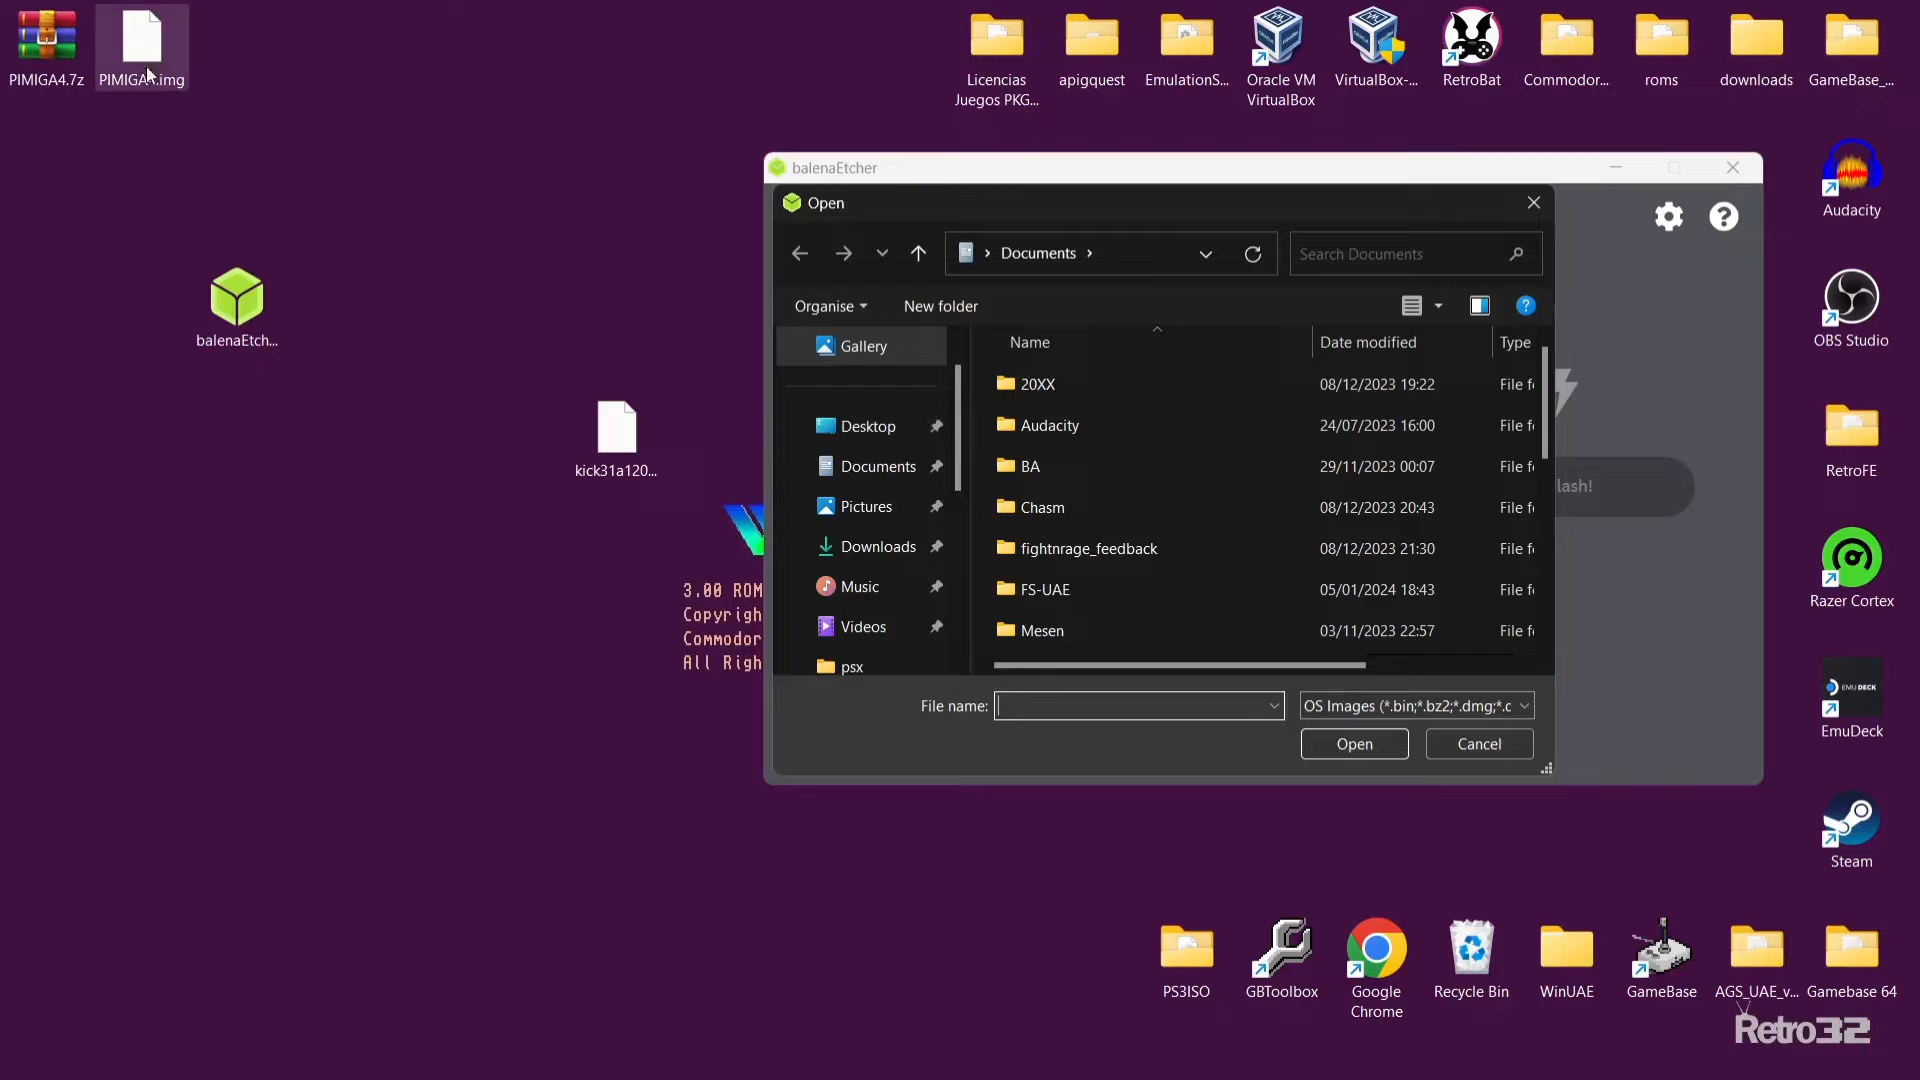 PIMIGA4.7z
PIMIGA4.img
Licencias
Juegos PKG...
apigquest
EmulationS...
Oracle VM
VirtualBox
VirtualBox-...
RetroBat
Commodor...
roms
downloads
GameBase_...
balenaEtcher
Open
Documents
Search Documents
Organise
New folder
Gallery
Desktop
Documents
Pictures
Downloads
Music
Videos
psx
Name
Date modified
Type
20XX
08/12/2023 19:22
File f
Audacity
24/07/2023 16:00
File f
BA
29/11/2023 00:07
File f
Chasm
08/12/2023 20:43
File f
fightnrage_feedback
08/12/2023 21:30
File f
FS-UAE
05/01/2024 18:43
File f
Mesen
03/11/2023 22:57
File f
File name:
OS Images (*.bin;*.bz2;*.dmg;*.c
Open
Cancel
lash!
balenaEtch...
kick31a120...
3.00 ROM
Copyrigh
Commodor
All Righ
Audacity
OBS Studio
RetroFE
Razer Cortex
EMU DECK
EmuDeck
Steam
PS3ISO
GBToolbox
Google
Chrome
Recycle Bin
WinUAE
GameBase
AGS_UAE_v...
Gamebase 64
Retro32